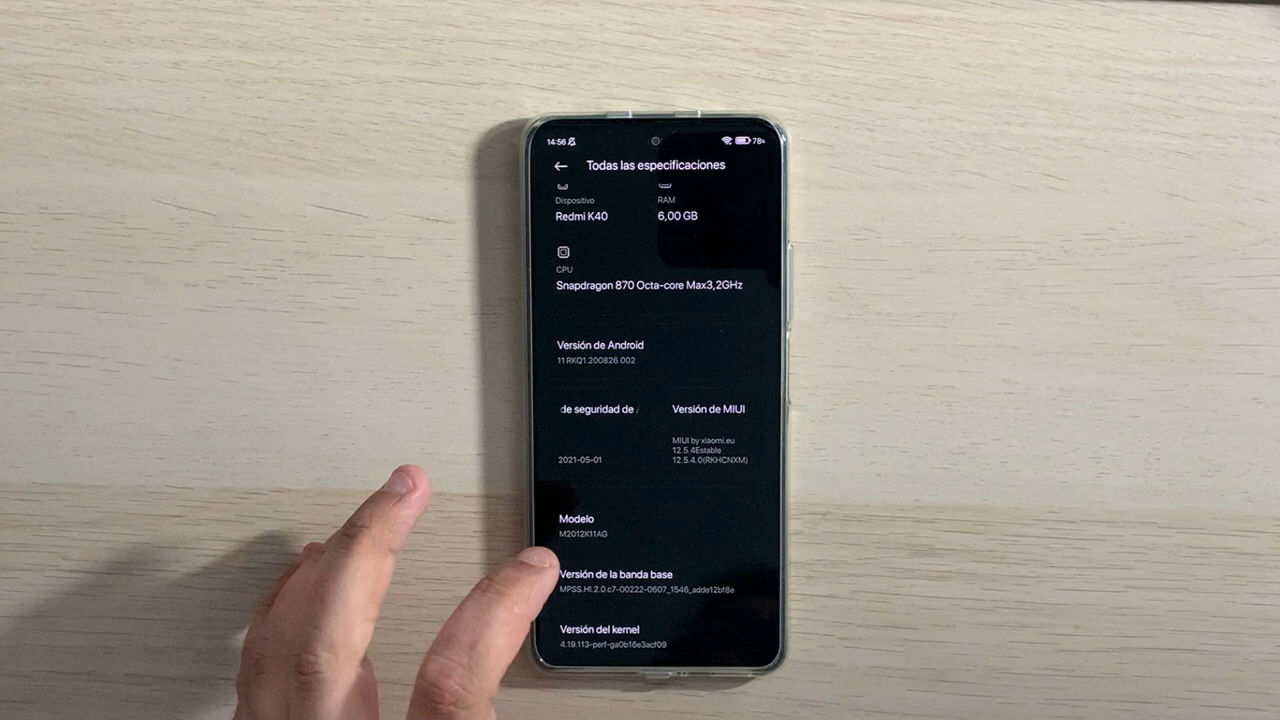 14:56 78%
Todas las especificaciones
Dispositivo RAM
Redmi K40 6,00 GB
CPU
Snapdragon 870 Octa-core Max3,2GHz
Versión de Android
11 RKQ1.200826.002
de seguridad de Versión de MIUI
MIUI by xiaomi.eu
12.5.4Estable
2021-05-01 12.5.4.0(RKHCNXM)
Modelo
M2012K11AG
Versión de la banda base
MPSS.HI.2.0.c7-00222-0607_1546_adde12bf8e
Versión del kernel
4.19.113-perf-ga0b16e3acf09